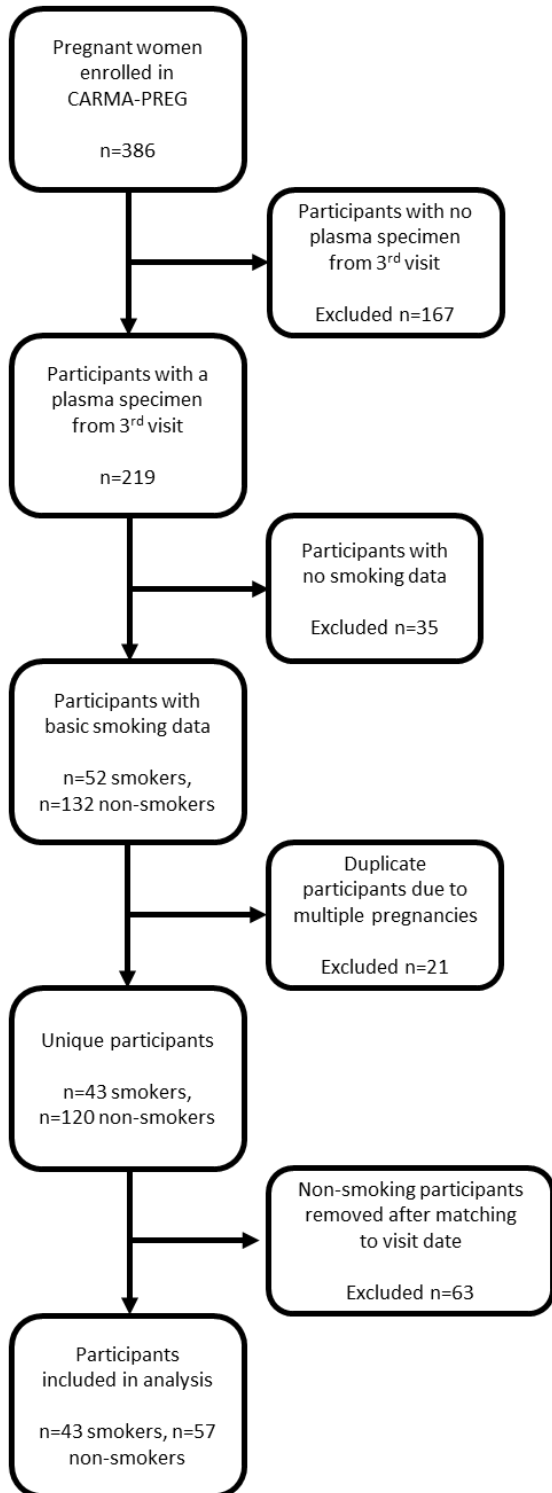 Pregnant women
enrolled in
CARMA-PREG
n=386
Participants with no
plasma specimen
from 3rd visit
Excluded n=167
Participants with a
plasma specimen
from 3rd visit
n=219
Participants with
no smoking data
Excluded n=35
Participants with
basic smoking data
n=52 smokers,
n=132 non-smokers
Duplicate
participants due to
multiple pregnancies
Excluded n=21
Unique participants
n=43 smokers,
n=120 non-smokers
Non-smoking participants
removed after matching
to visit date
Excluded n=63
Participants
included in analysis
n=43 smokers, n=57
non-smokers